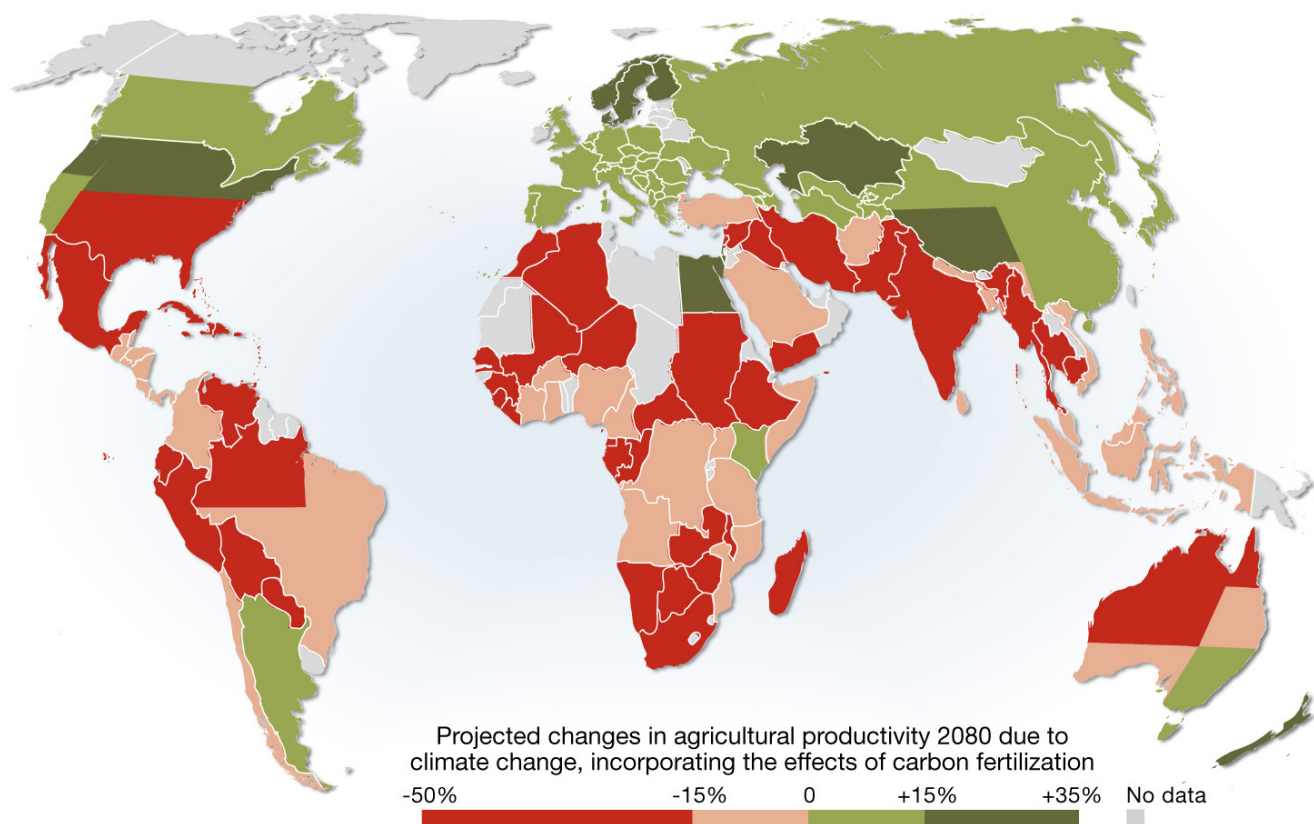 Projected changes in agricultural productivity 2080 due to
climate change, incorporating the effects of carbon fertilization
-50% -15% 0 +15% +35% No data